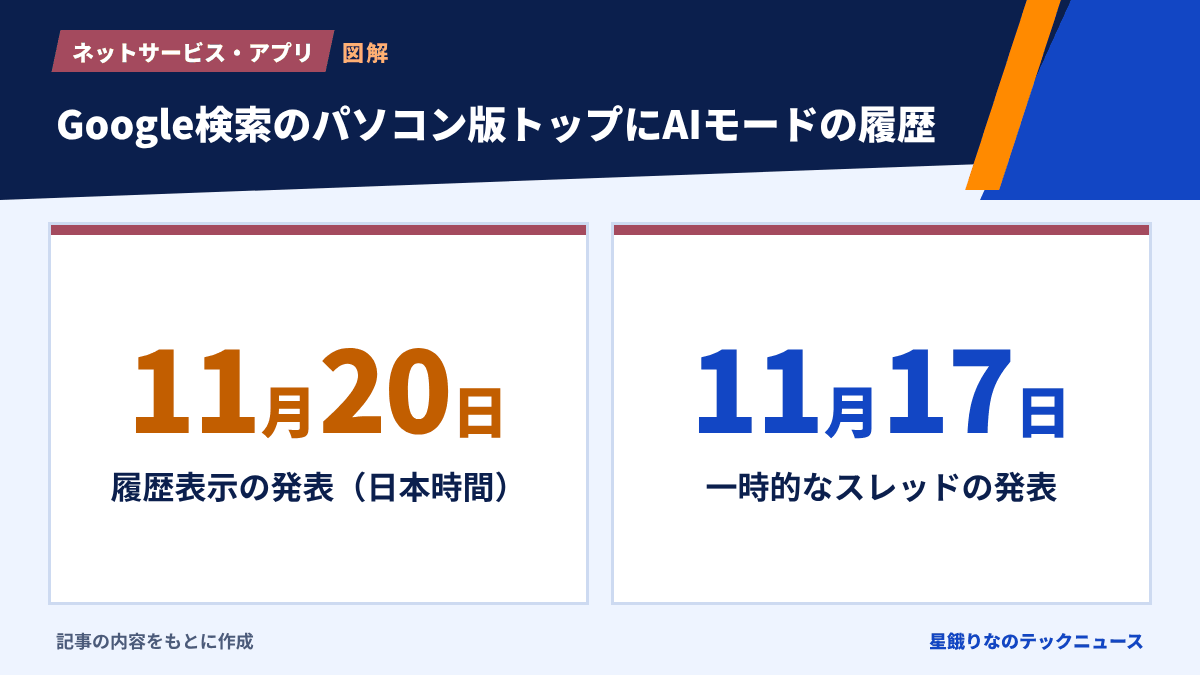 ネットサービス・アプリ 図解
Google検索のパソコン版トップにAIモードの履歴
11月20日
履歴表示の発表（日本時間）
11月17日
一時的なスレッドの発表
記事の内容をもとに作成
星餓りなのテックニュース